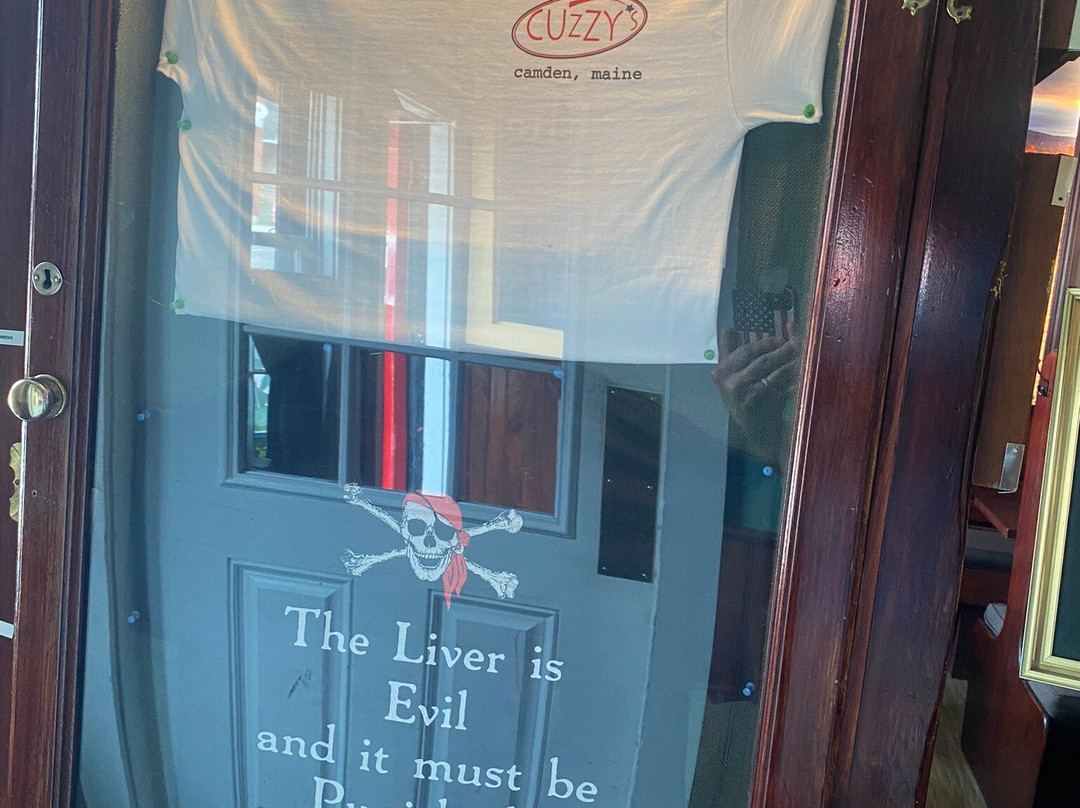 CUZZY'S
camden, maine
The Liver is
Evil
and it must be